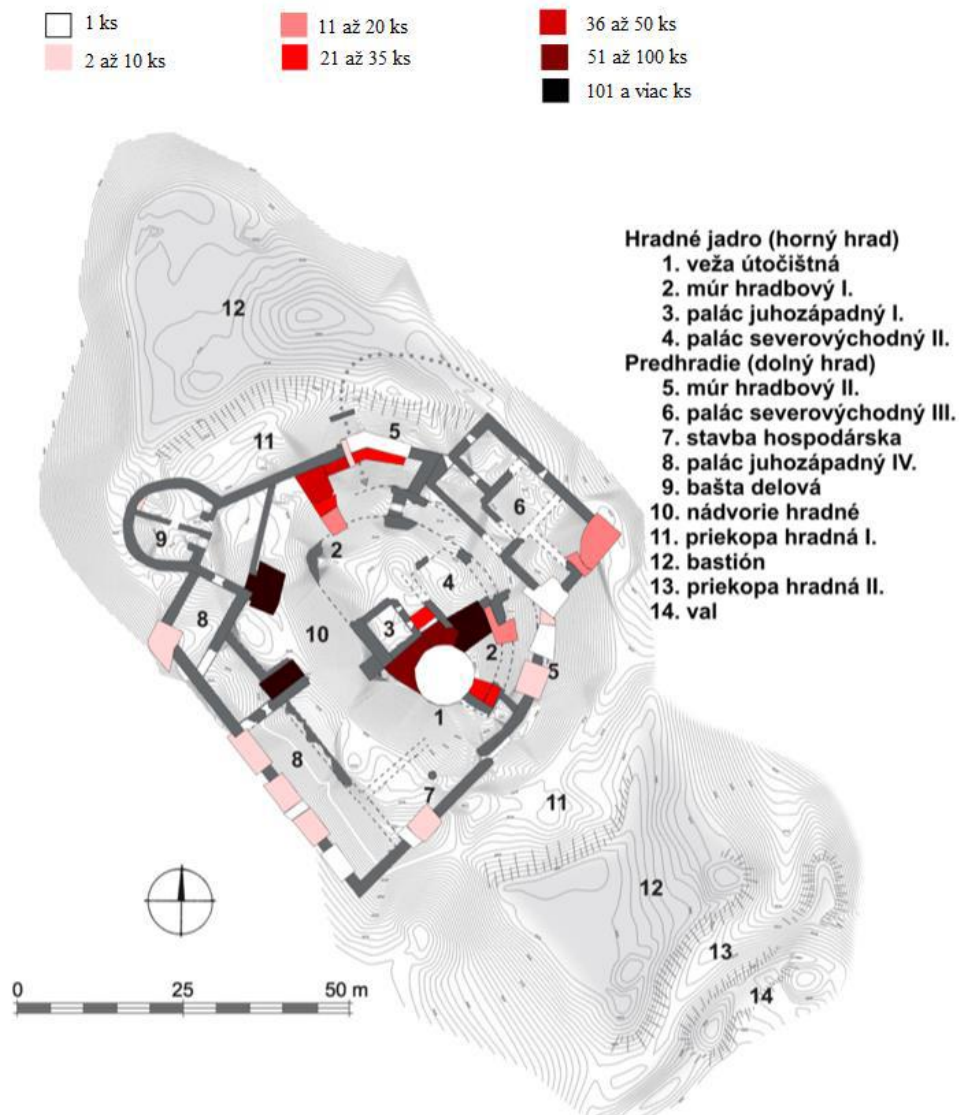 1 ks
2 až 10 ks
11 až 20 ks
21 až 35 ks
36 až 50 ks
51 až 100 ks
101 a viac ks
Hradné jadro (horný hrad)
1. veža útočištná
2. múr hradbový I.
3. palác juhozápadný I.
4. palác severovýchodný II.
Predhradie (dolný hrad)
5. múr hradbový II.
6. palác severovýchodný III.
7. stavba hospodárska
8. palác juhozápadný IV.
9. bašta delová
10. nádvorie hradné
11. priekopa hradná I.
12. bastión
13. priekopa hradná II.
14. val
12
11
5
6
9
2
4
8
10
3
2
5
1
8
7
11
12
13
14
0 25 50 m